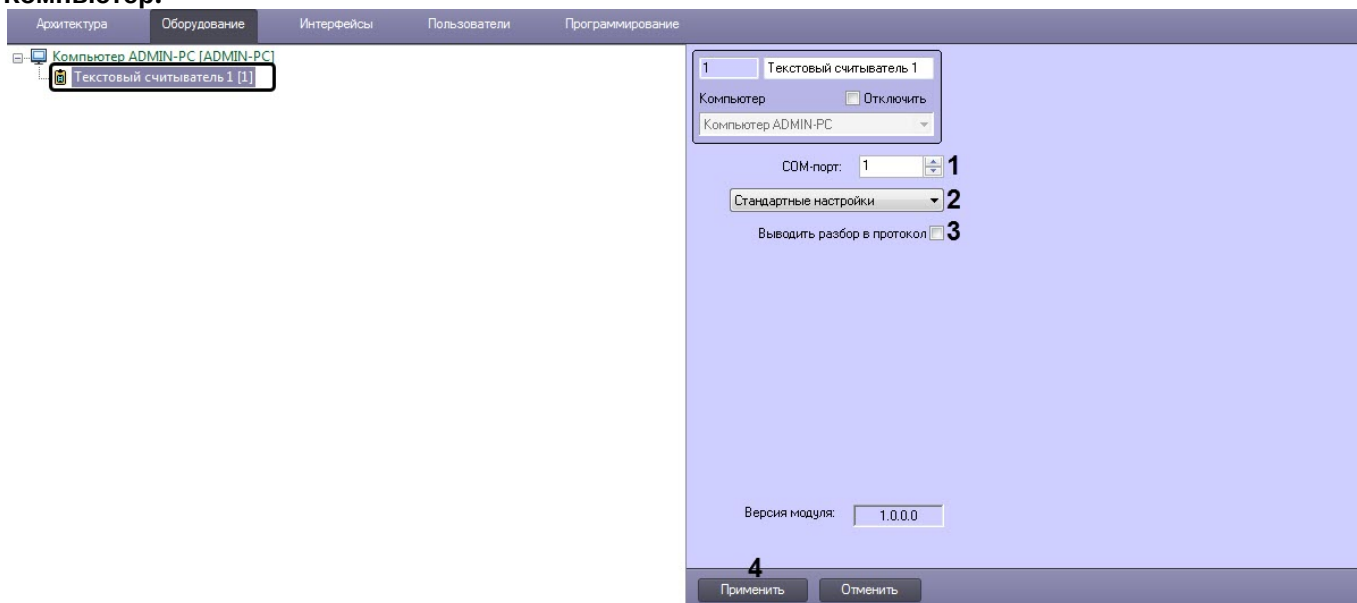 Компьютер.
Архитектура Оборудование Интерфейсы Пользователи Программирование
Компьютер ADMIN-PC [ADMIN-PC]
Текстовый считыватель 1 [1]
1 Текстовый считыватель 1
Компьютер Отключить
Компьютер ADMIN-PC
COM-порт: 1 1
Стандартные настройки 2
Выводить разбор в протокол 3
Версия модуля: 1.0.0.0
4
Применить Отменить